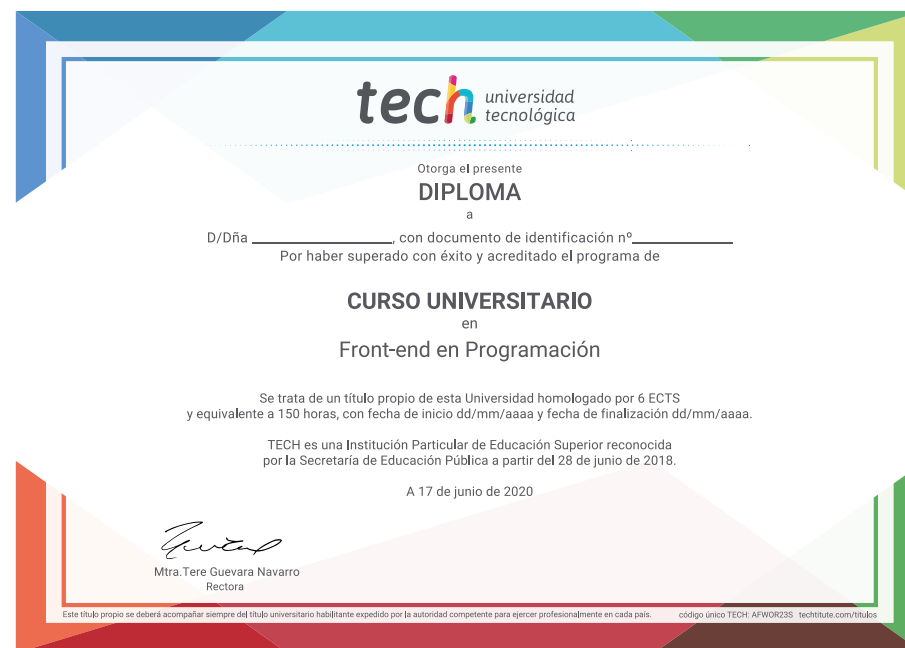 tech universidad
tecnológica
Otorga el presente
DIPLOMA
a
D/Dña ____________________, con documento de identificación nº______________
Por haber superado con éxito y acreditado el programa de
CURSO UNIVERSITARIO
en
Front-end en Programación
Se trata de un título propio de esta Universidad homologado por 6 ECTS
y equivalente a 150 horas, con fecha de inicio dd/mm/aaaa y fecha de finalización dd/mm/aaaa.
TECH es una Institución Particular de Educación Superior reconocida
por la Secretaría de Educación Pública a partir del 28 de junio de 2018.
A 17 de junio de 2020
Mtra.Tere Guevara Navarro
Rectora
Este título propio se deberá acompañar siempre del título universitario habilitante expedido por la autoridad competente para ejercer profesionalmente en cada país. código único TECH: AFWOR23S techtitute.com/titulos